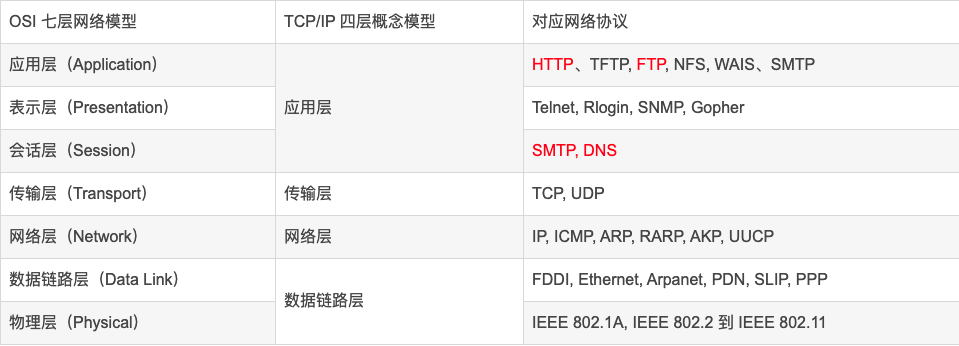 OSI 七层网络模型 TCP/IP 四层概念模型 对应网络协议
应用层（Application） HTTP、TFTP, FTP, NFS, WAIS、SMTP
表示层（Presentation） 应用层 Telnet, Rlogin, SNMP, Gopher
会话层（Session） SMTP, DNS
传输层（Transport） 传输层 TCP, UDP
网络层（Network） 网络层 IP, ICMP, ARP, RARP, AKP, UUCP
数据链路层（Data Link） FDDI, Ethernet, Arpanet, PDN, SLIP, PPP
数据链路层
物理层（Physical） IEEE 802.1A, IEEE 802.2 到 IEEE 802.11